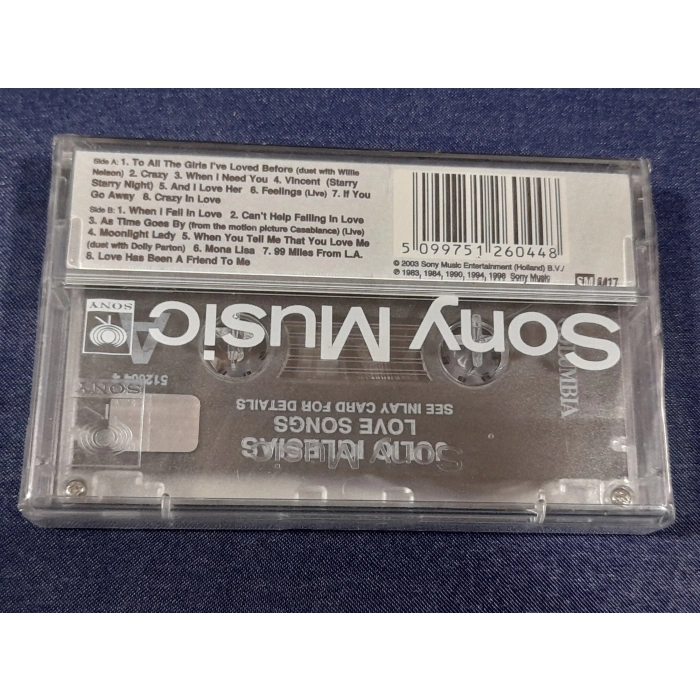 Side A: 1. To All The Girls I've Loved Before (duet with Willie
Nelson) 2. Crazy 3. When I Need You 4. Vincent (Starry
Starry Night) 5. And I Love Her 6. Feelings (Live) 7. If You
Go Away 8. Crazy In Love
Side B: 1. When I Fall In Love 2. Can't Help Falling In Love
3. As Time Goes By (from the motion picture Casablanca) (Live)
4. Moonlight Lady 5. When You Tell Me That You Love Me
(duet with Dolly Parton) 6. Mona Lisa 7. 99 Miles From L.A.
8. Love Has Been A Friend To Me
5 099751 260448
© 2003 Sony Music Entertainment (Holland) B.V./
℗ 1983, 1984, 1990, 1994, 1998 Sony Music
SONY
Sony Music
SONY
SEE INLAY CARD FOR DETAILS
LOVE SONGS
IGLESIAS
Sony Music